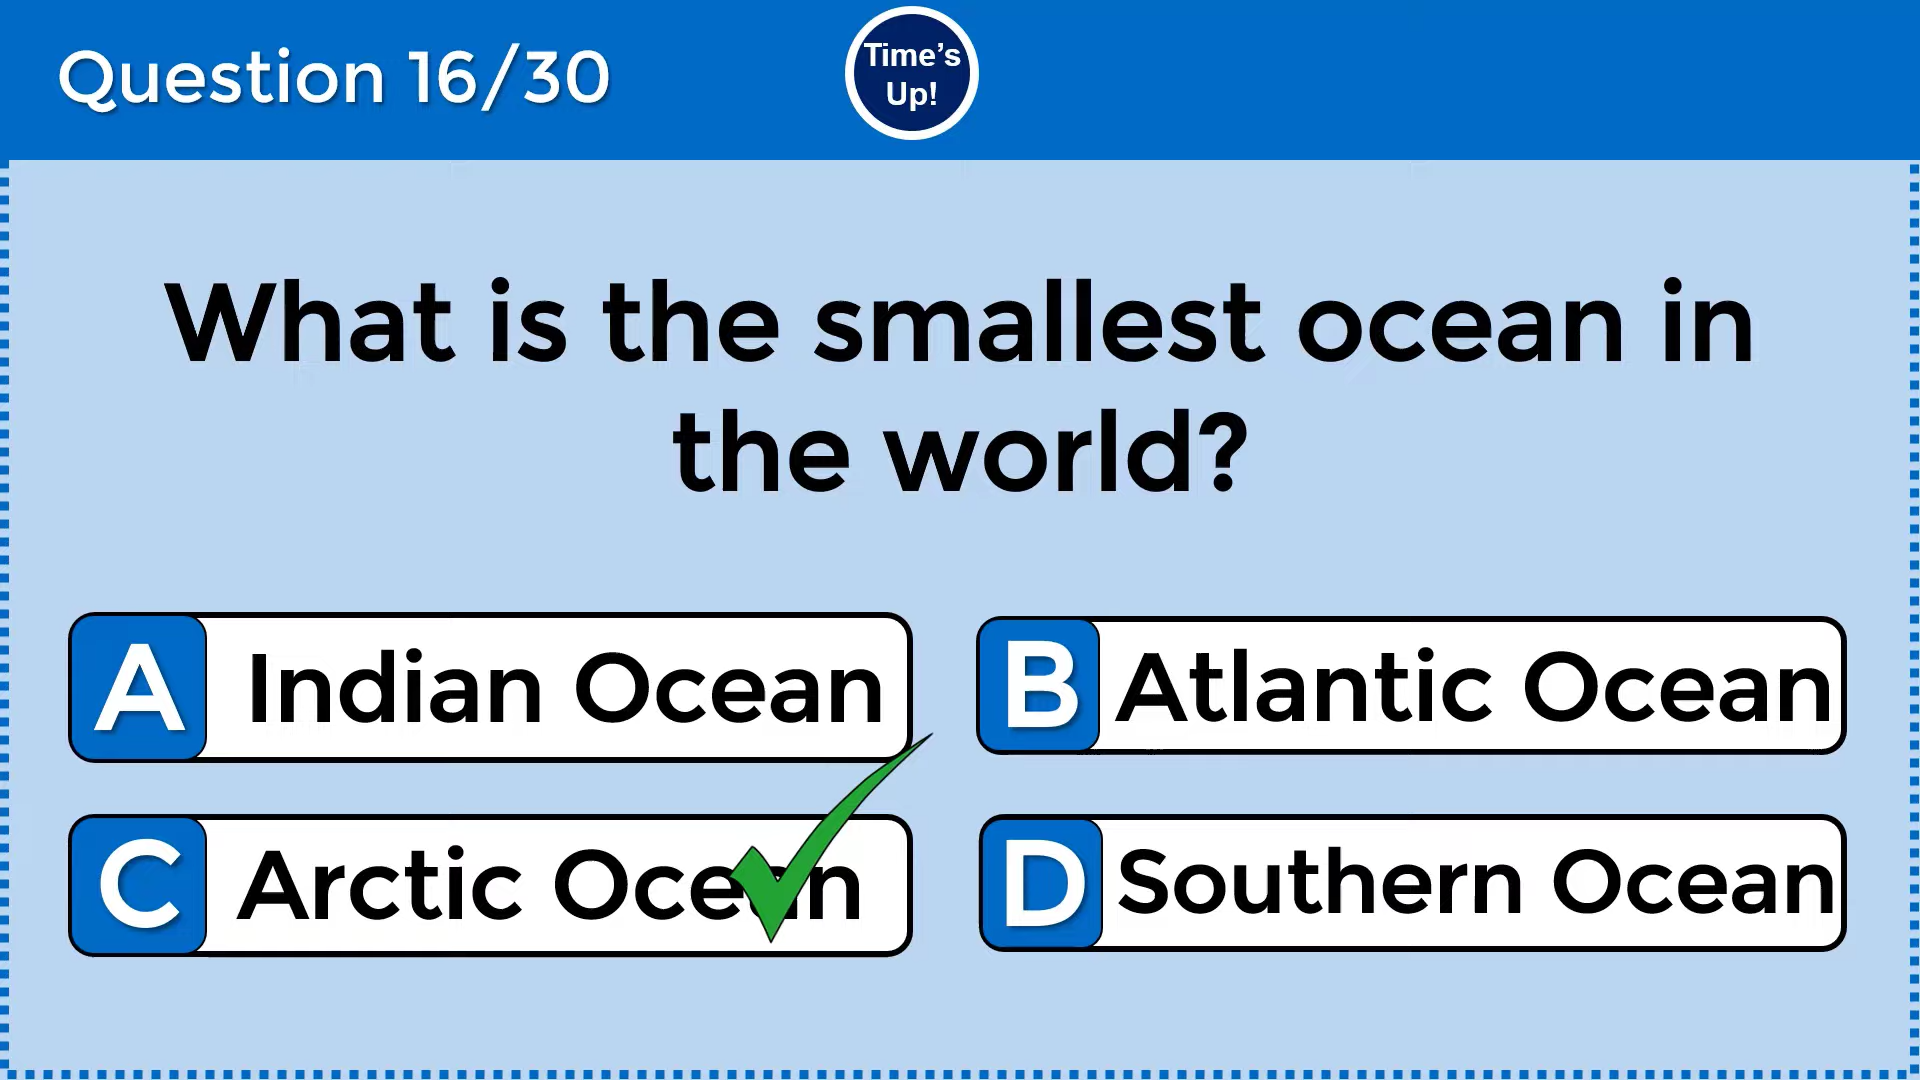 Question 16/30
Time’s
Up!
What is the smallest ocean in
the world?
A Indian Ocean
B Atlantic Ocean
C Arctic Ocean
D Southern Ocean